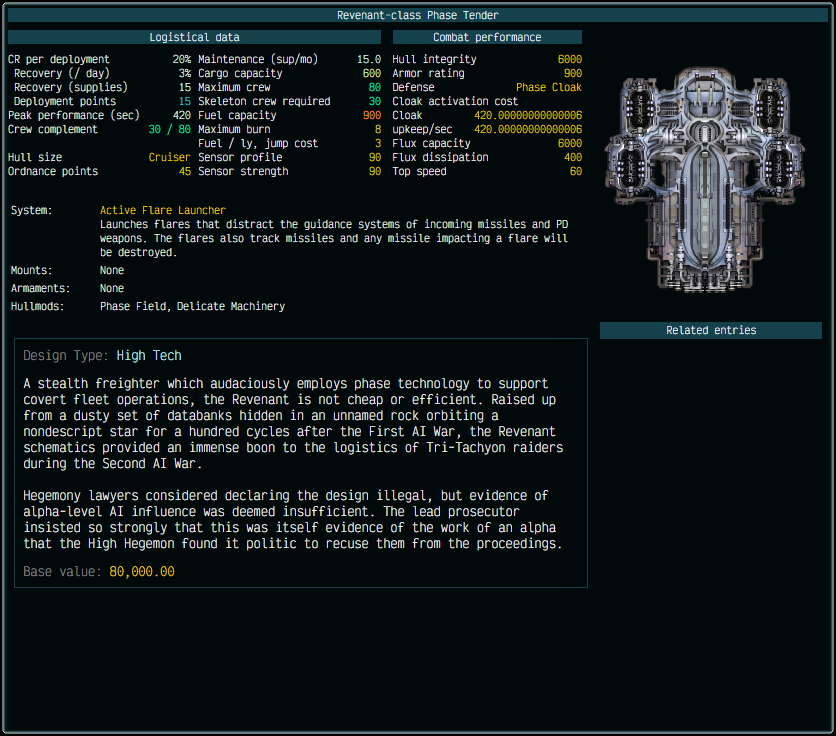 Revenant-class Phase Tender
Logistical data
CR per deployment 20% Maintenance (sup/mo) 15.0
Recovery (/ day) 3% Cargo capacity 600
Recovery (supplies) 15 Maximum crew 80
Deployment points 15 Skeleton crew required 30
Peak performance (sec) 420 Fuel capacity 900
Crew complement 30 / 80 Maximum burn 8
Fuel / ly, jump cost 3
Hull size Cruiser Sensor profile 90
Ordnance points 45 Sensor strength 90
Combat performance
Hull integrity 6000
Armor rating 900
Defense Phase Cloak
Cloak activation cost
Cloak 420.00000000000006
upkeep/sec 420.00000000000006
Flux capacity 6000
Flux dissipation 400
Top speed 60
System: Active Flare Launcher
Launches flares that distract the guidance systems of incoming missiles and PD
weapons. The flares also track missiles and any missile impacting a flare will
be destroyed.
Mounts: None
Armaments: None
Hullmods: Phase Field, Delicate Machinery
Related entries
Design Type: High Tech
A stealth freighter which audaciously employs phase technology to support
covert fleet operations, the Revenant is not cheap or efficient. Raised up
from a dusty set of databanks hidden in an unnamed rock orbiting a
nondescript star for a hundred cycles after the First AI War, the Revenant
schematics provided an immense boon to the logistics of Tri-Tachyon raiders
during the Second AI War.
Hegemony lawyers considered declaring the design illegal, but evidence of
alpha-level AI influence was deemed insufficient. The lead prosecutor
insisted so strongly that this was itself evidence of the work of an alpha
that the High Hegemon found it politic to recuse them from the proceedings.
Base value: 80,000.00